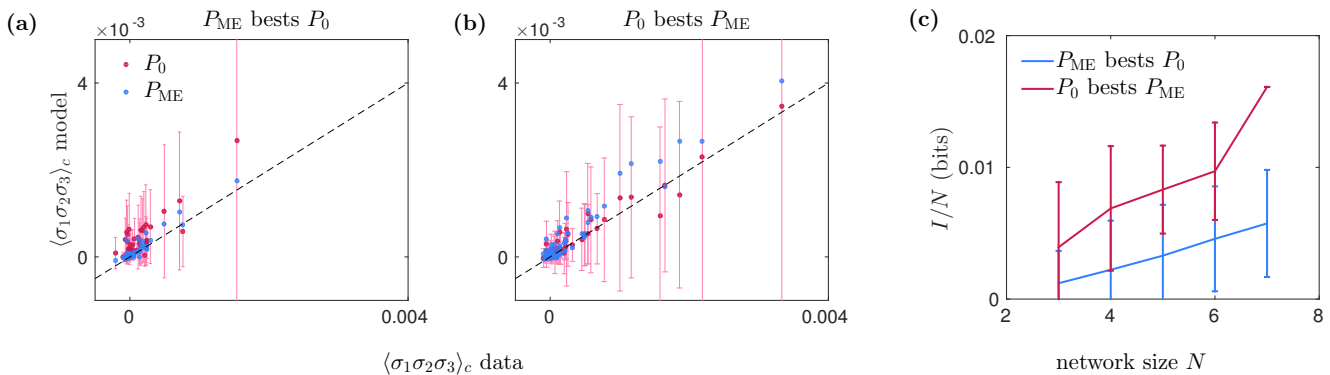 (a)
P_ME bests P_0
×10⁻³
4
0
0
0.004
P_0
P_ME
⟨σ₁σ₂σ₃⟩_c model
(b)
P_0 bests P_ME
×10⁻³
4
0
0
0.004
⟨σ₁σ₂σ₃⟩_c data
(c)
0.02
0.01
0
2
4
6
8
P_ME bests P_0
P_0 bests P_ME
I/N (bits)
network size N